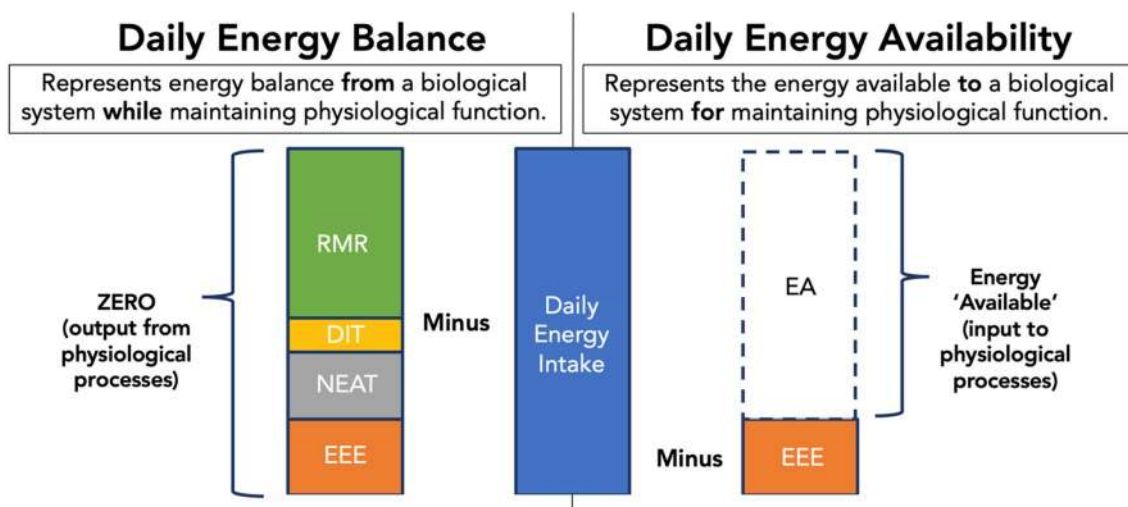 Daily Energy Balance
Represents energy balance from a biological
system while maintaining physiological function.
ZERO
(output from
physiological
processes)
RMR
DIT
NEAT
EEE
Minus
Daily
Energy
Intake
Daily Energy Availability
Represents the energy available to a biological
system for maintaining physiological function.
Minus
EA
EEE
Energy
‘Available’
(input to
physiological
processes)